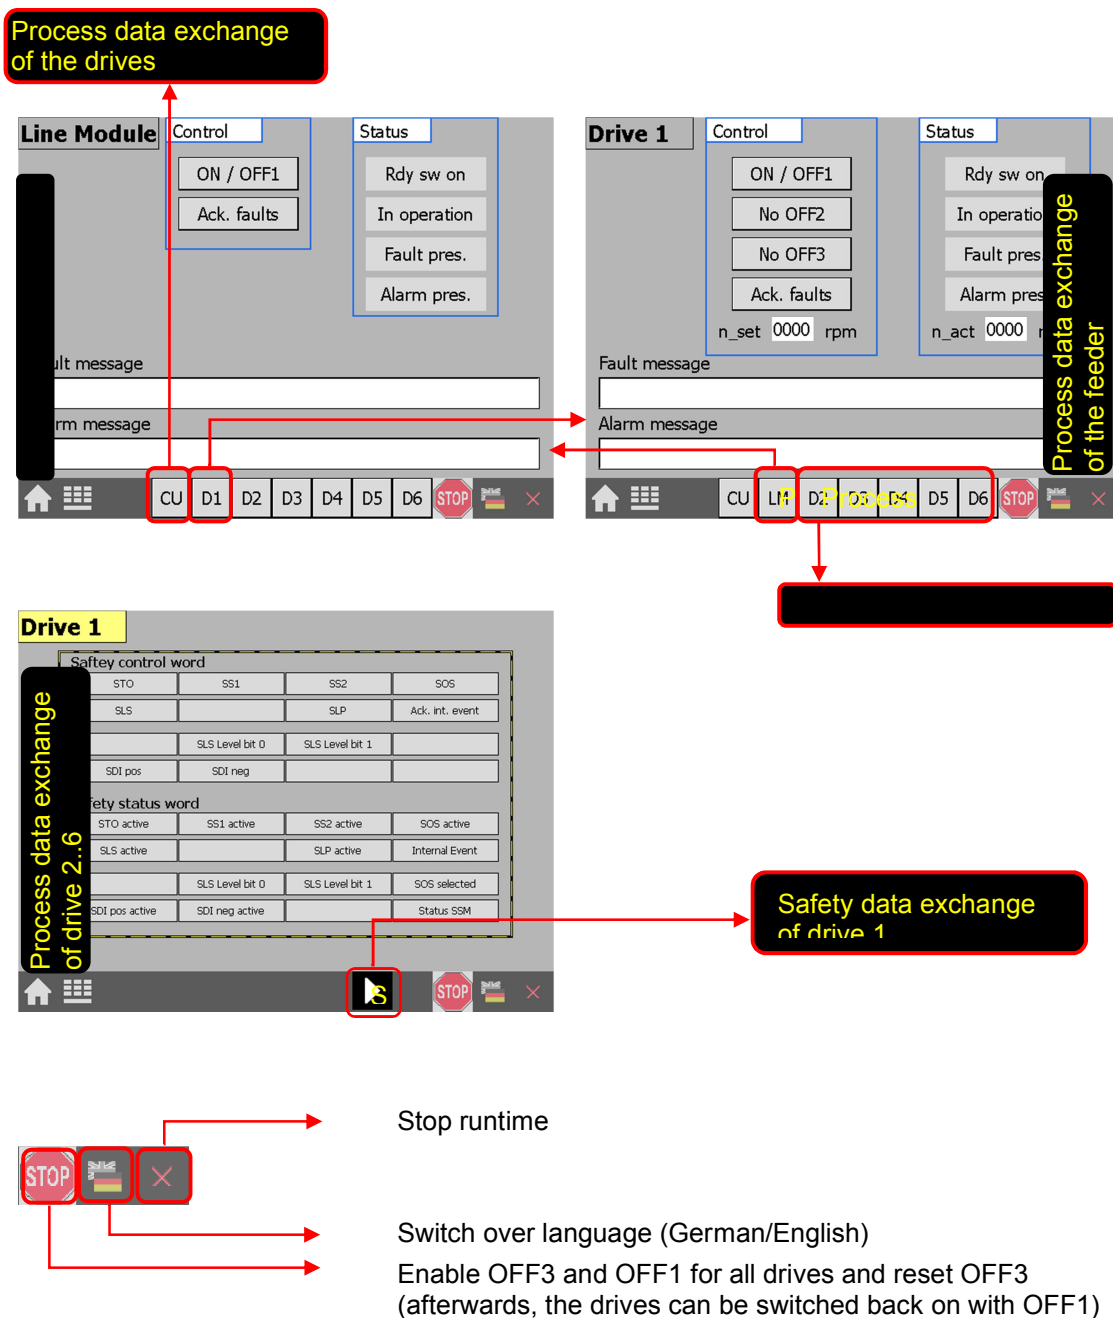 Process data exchange
of the drives
Line Module
Control
ON / OFF1
Ack. faults
Status
Rdy sw on
In operation
Fault pres.
Alarm pres.
ult message
rm message
CU D1 D2 D3 D4 D5 D6 STOP
Drive 1
Control
ON / OFF1
No OFF2
No OFF3
Ack. faults
n_set 0000 rpm
Status
Rdy sw on
In operatio
Fault pres.
Alarm pres
n_act 0000
Fault message
Alarm message
Process data exchange
of the feeder
CU LM D2 D3 D4 D5 D6 STOP
P Process
Drive 1
Saftey control word
STO SS1 SS2 SOS
SLS SLP Ack. int. event
SLS Level bit 0 SLS Level bit 1
SDI pos SDI neg
fety status word
STO active SS1 active SS2 active SOS active
SLS active SLP active Internal Event
SLS Level bit 0 SLS Level bit 1 SOS selected
SDI pos active SDI neg active Status SSM
Process data exchange
of drive 2..6
S STOP
Safety data exchange
of drive 1
Stop runtime
STOP
Switch over language (German/English)
Enable OFF3 and OFF1 for all drives and reset OFF3
(afterwards, the drives can be switched back on with OFF1)